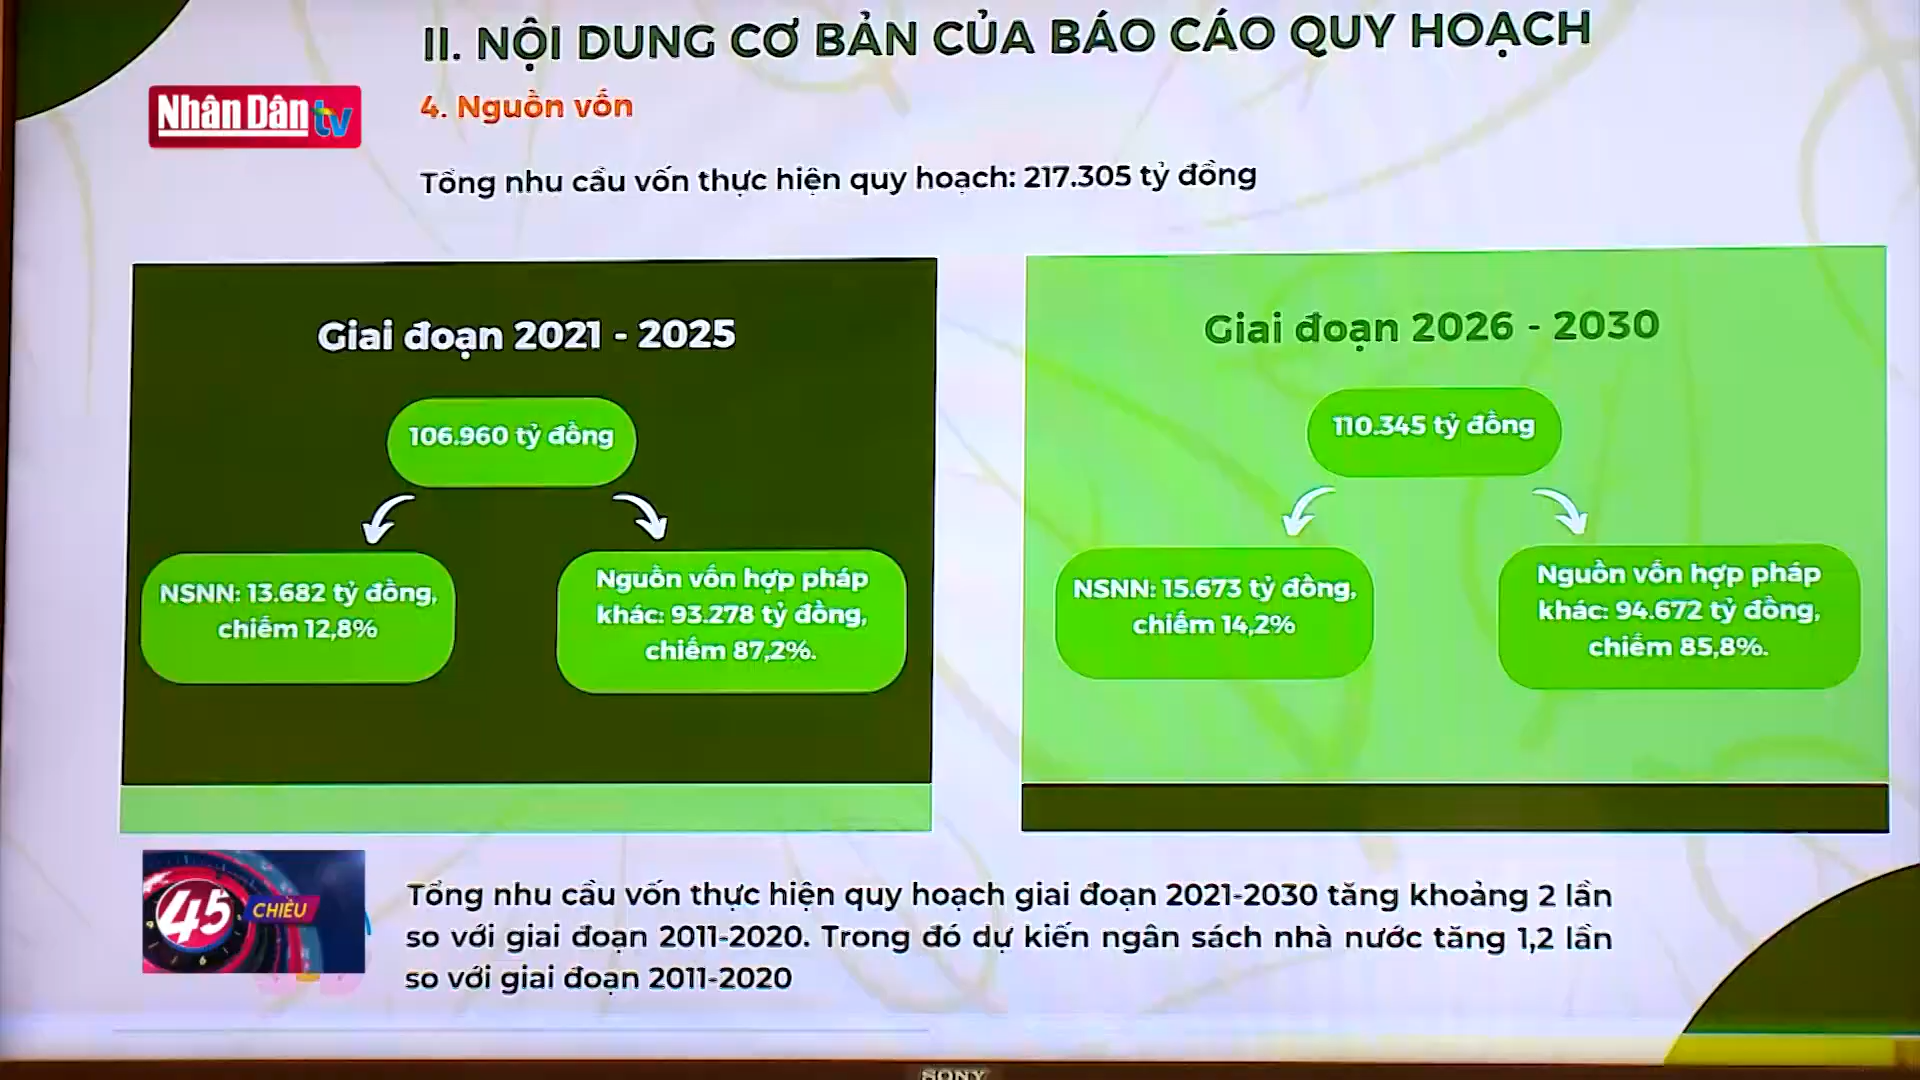 II. NỘI DUNG CƠ BẢN CỦA BÁO CÁO QUY HOẠCH
Nhân Dân tv
4. Nguồn vốn
Tổng nhu cầu vốn thực hiện quy hoạch: 217.305 tỷ đồng
Giai đoạn 2021 - 2025
106.960 tỷ đồng
NSNN: 13.682 tỷ đồng,
chiếm 12,8%
Nguồn vốn hợp pháp
khác: 93.278 tỷ đồng,
chiếm 87,2%.
Giai đoạn 2026 - 2030
110.345 tỷ đồng
NSNN: 15.673 tỷ đồng,
chiếm 14,2%
Nguồn vốn hợp pháp
khác: 94.672 tỷ đồng,
chiếm 85,8%.
45 CHIỀU
Tổng nhu cầu vốn thực hiện quy hoạch giai đoạn 2021-2030 tăng khoảng 2 lần
so với giai đoạn 2011-2020. Trong đó dự kiến ngân sách nhà nước tăng 1,2 lần
so với giai đoạn 2011-2020
SONY